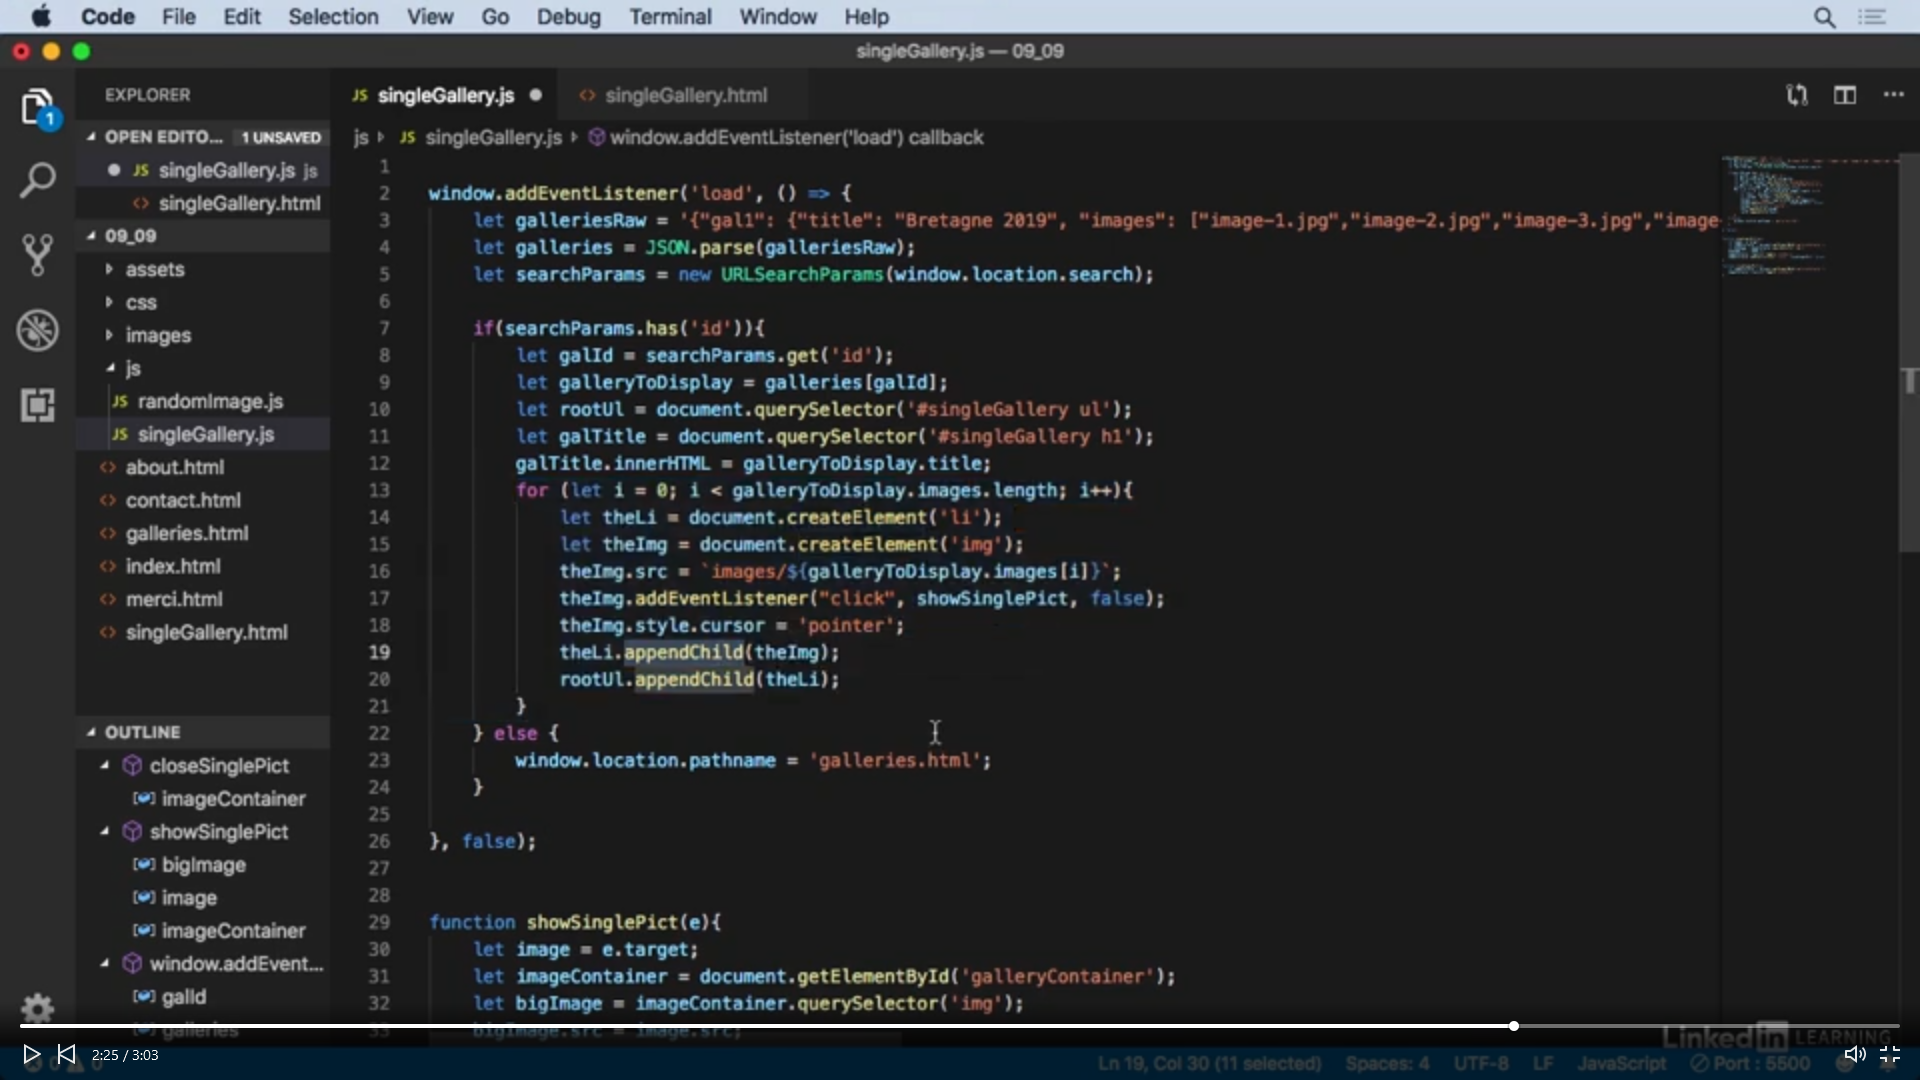 Code File Edit Selection View Go Debug Terminal Window Help
singleGallery.js — 09_09
EXPLORER
1
OPEN EDITO... 1 UNSAVED
singleGallery.js js
singleGallery.html
09_09
assets
css
images
js
JS randomImage.js
JS singleGallery.js
about.html
contact.html
galleries.html
index.html
merci.html
singleGallery.html
OUTLINE
closeSinglePict
imageContainer
showSinglePict
bigImage
image
imageContainer
window.addEvent...
galId
galleries
JS singleGallery.js
singleGallery.html
js JS singleGallery.js window.addEventListener('load') callback
1
2 window.addEventListener('load', () => {
3 let galleriesRaw = '{"gal1": {"title": "Bretagne 2019", "images": ["image-1.jpg","image-2.jpg","image-3.jpg","image
4 let galleries = JSON.parse(galleriesRaw);
5 let searchParams = new URLSearchParams(window.location.search);
6
7 if(searchParams.has('id')){
8 let galId = searchParams.get('id');
9 let galleryToDisplay = galleries[galId];
10 let rootUl = document.querySelector('#singleGallery ul');
11 let galTitle = document.querySelector('#singleGallery h1');
12 galTitle.innerHTML = galleryToDisplay.title;
13 for (let i = 0; i < galleryToDisplay.images.length; i++){
14 let theLi = document.createElement('li');
15 let theImg = document.createElement('img');
16 theImg.src = `images/${galleryToDisplay.images[i]}`;
17 theImg.addEventListener("click", showSinglePict, false);
18 theImg.style.cursor = 'pointer';
19 theLi.appendChild(theImg);
20 rootUl.appendChild(theLi);
21 }
22 } else {
23 window.location.pathname = 'galleries.html';
24 }
25
26 }, false);
27
28
29 function showSinglePict(e){
30 let image = e.target;
31 let imageContainer = document.getElementById('galleryContainer');
32 let bigImage = imageContainer.querySelector('img');
33 bigImage.src = image.src;
LinkedIn LEARNING
2:25 / 3:03
Ln 19, Col 30 (11 selected) Spaces: 4 UTF-8 LF JavaScript Port : 5500